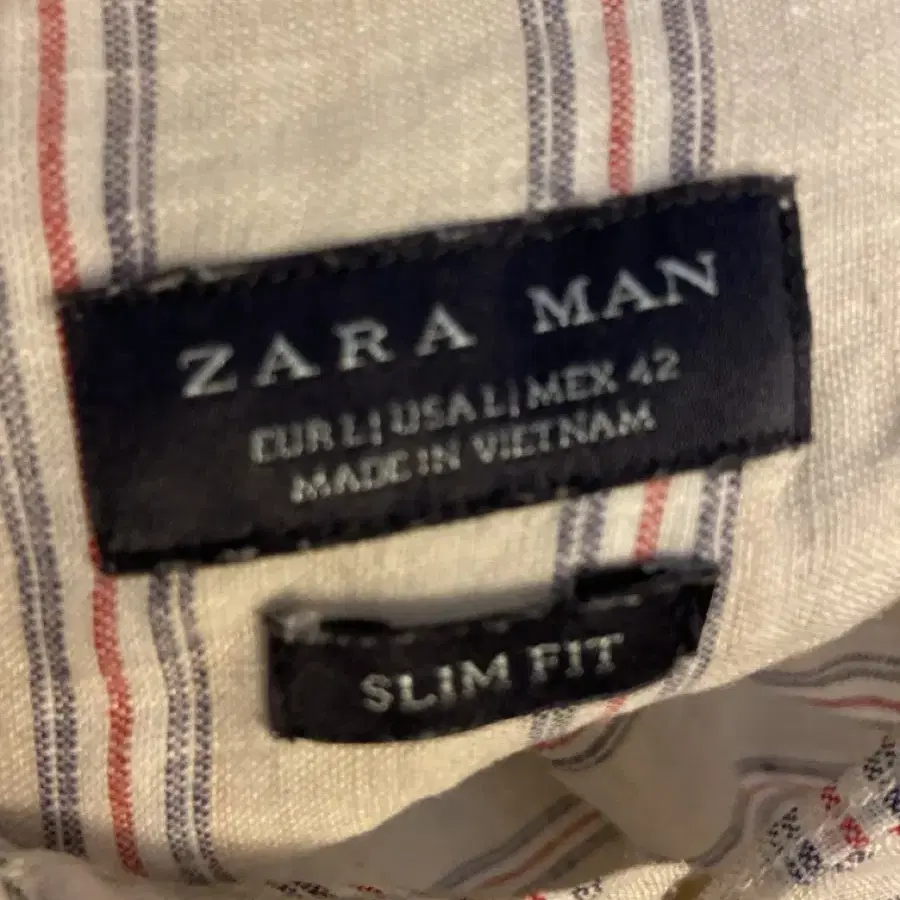 ZARA MAN
EUR L | USA L | MEX 42
MADE IN VIETNAM
SLIM FIT